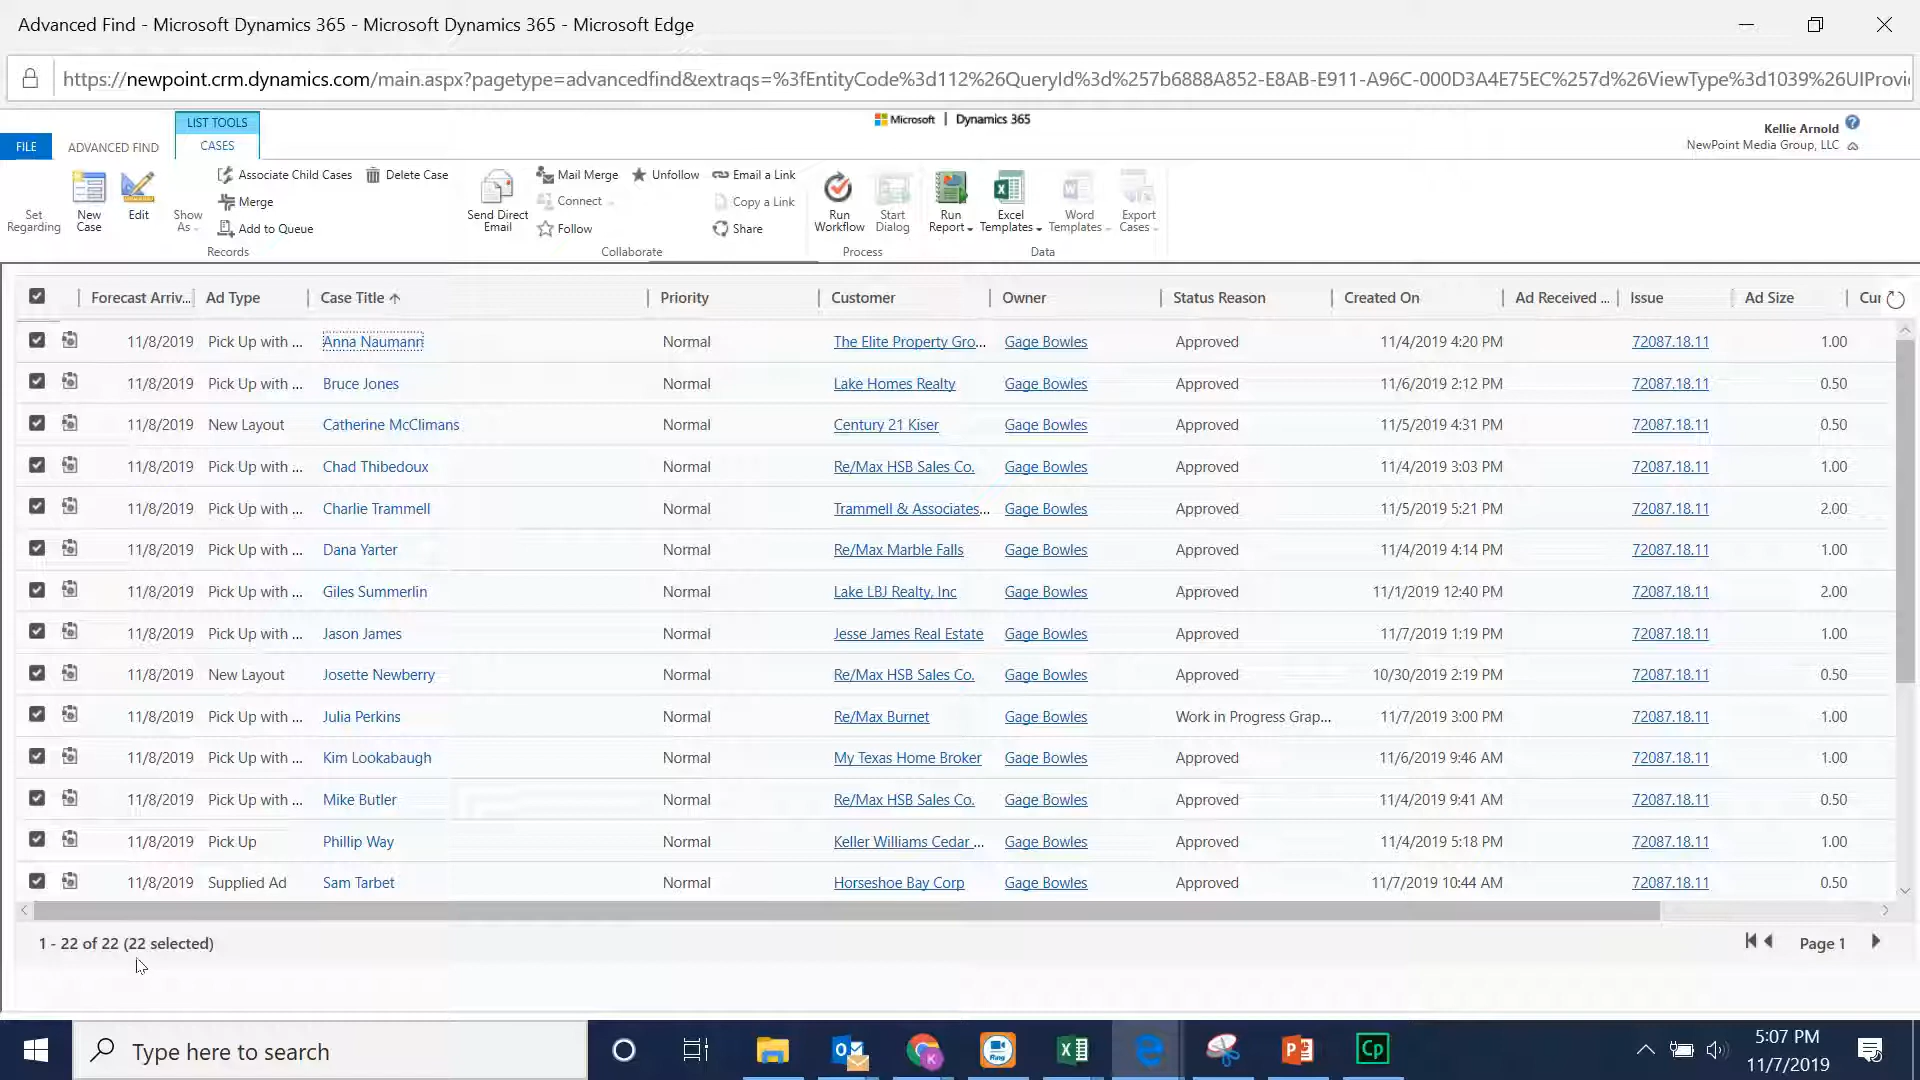 Advanced Find - Microsoft Dynamics 365 - Microsoft Dynamics 365 - Microsoft Edge
https://newpoint.crm.dynamics.com/main.aspx?pagetype=advancedfind&extraqs=%3fEntityCode%3d112%26QueryId%3d%257b6888A852-E8AB-E911-A96C-000D3A4E75EC%257d%26ViewType%3d1039%26UIProvi
LIST TOOLS
Microsoft | Dynamics 365
Kellie Arnold
NewPoint Media Group, LLC
FILE ADVANCED FIND CASES
Set Regarding
New Case
Edit
Show As
Associate Child Cases
Merge
Add to Queue
Delete Case
Records
Send Direct Email
Mail Merge
Connect
Follow
Unfollow
Email a Link
Copy a Link
Share
Collaborate
Run Workflow
Start Dialog
Process
Run Report
Excel Templates
Word Templates
Export Cases
Data
Forecast Arriv... Ad Type Case Title Priority Customer Owner Status Reason Created On Ad Received ... Issue Ad Size Cur
11/8/2019 Pick Up with ... Anna Naumann Normal The Elite Property Gro... Gage Bowles Approved 11/4/2019 4:20 PM 72087.18.11 1.00
11/8/2019 Pick Up with ... Bruce Jones Normal Lake Homes Realty Gage Bowles Approved 11/6/2019 2:12 PM 72087.18.11 0.50
11/8/2019 New Layout Catherine McClimans Normal Century 21 Kiser Gage Bowles Approved 11/5/2019 4:31 PM 72087.18.11 0.50
11/8/2019 Pick Up with ... Chad Thibedoux Normal Re/Max HSB Sales Co. Gage Bowles Approved 11/4/2019 3:03 PM 72087.18.11 1.00
11/8/2019 Pick Up with ... Charlie Trammell Normal Trammell & Associates... Gage Bowles Approved 11/5/2019 5:21 PM 72087.18.11 2.00
11/8/2019 Pick Up with ... Dana Yarter Normal Re/Max Marble Falls Gage Bowles Approved 11/4/2019 4:14 PM 72087.18.11 1.00
11/8/2019 Pick Up with ... Giles Summerlin Normal Lake LBJ Realty, Inc Gage Bowles Approved 11/1/2019 12:40 PM 72087.18.11 2.00
11/8/2019 Pick Up with ... Jason James Normal Jesse James Real Estate Gage Bowles Approved 11/7/2019 1:19 PM 72087.18.11 1.00
11/8/2019 New Layout Josette Newberry Normal Re/Max HSB Sales Co. Gage Bowles Approved 10/30/2019 2:19 PM 72087.18.11 0.50
11/8/2019 Pick Up with ... Julia Perkins Normal Re/Max Burnet Gage Bowles Work in Progress Grap... 11/7/2019 3:00 PM 72087.18.11 1.00
11/8/2019 Pick Up with ... Kim Lookabaugh Normal My Texas Home Broker Gage Bowles Approved 11/6/2019 9:46 AM 72087.18.11 1.00
11/8/2019 Pick Up with ... Mike Butler Normal Re/Max HSB Sales Co. Gage Bowles Approved 11/4/2019 9:41 AM 72087.18.11 0.50
11/8/2019 Pick Up Phillip Way Normal Keller Williams Cedar ... Gage Bowles Approved 11/4/2019 5:18 PM 72087.18.11 1.00
11/8/2019 Supplied Ad Sam Tarbet Normal Horseshoe Bay Corp Gage Bowles Approved 11/7/2019 10:44 AM 72087.18.11 0.50
1 - 22 of 22 (22 selected)
Page 1
Type here to search
Ring
Cp
5:07 PM
11/7/2019